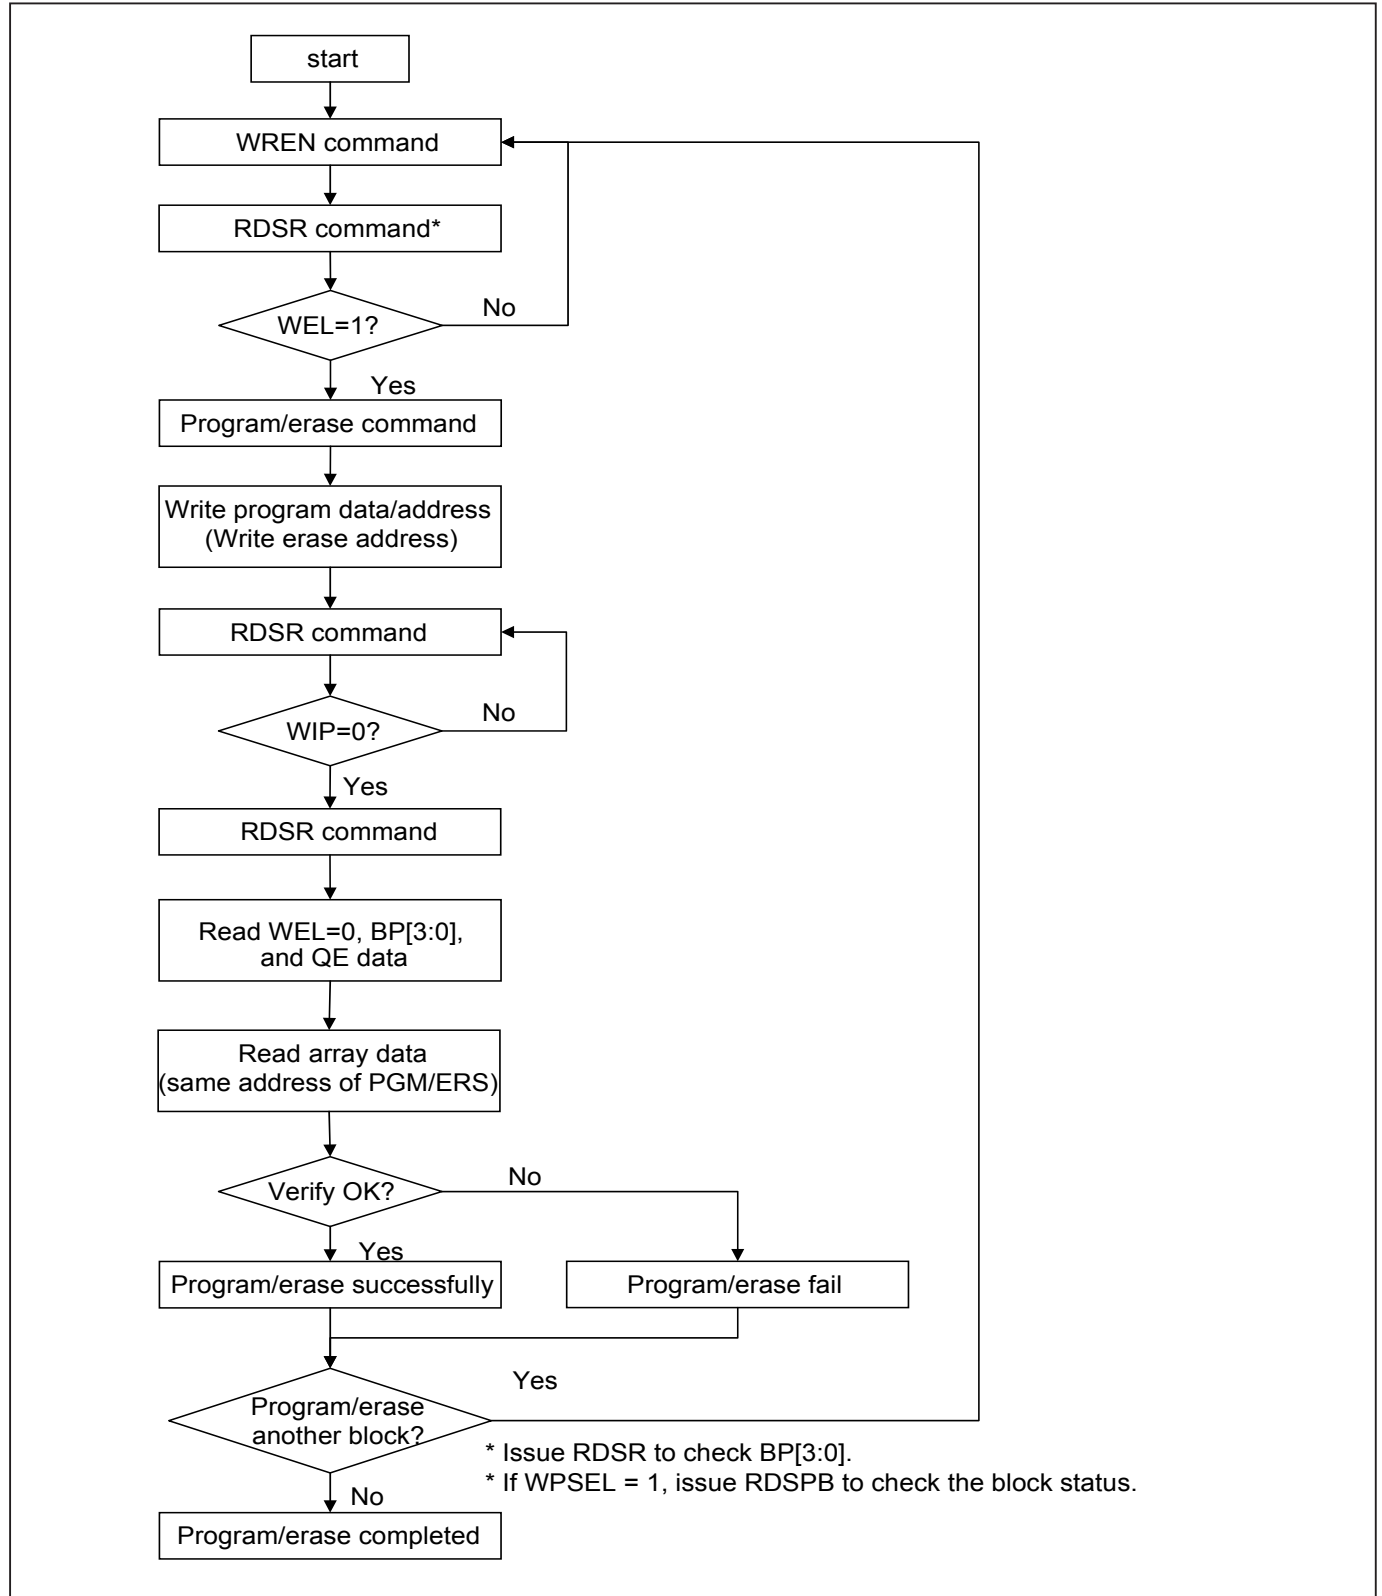 start
WREN command
RDSR command*
No
WEL=1?
Yes
Program/erase command
Write program data/address
(Write erase address)
RDSR command
No
WIP=0?
Yes
RDSR command
Read WEL=0, BP[3:0],
and QE data
Read array data
(same address of PGM/ERS)
No
Verify OK?
Yes
Program/erase successfully
Program/erase fail
Yes
Program/erase
another block?
* Issue RDSR to check BP[3:0].
* If WPSEL = 1, issue RDSPB to check the block status.
No
Program/erase completed